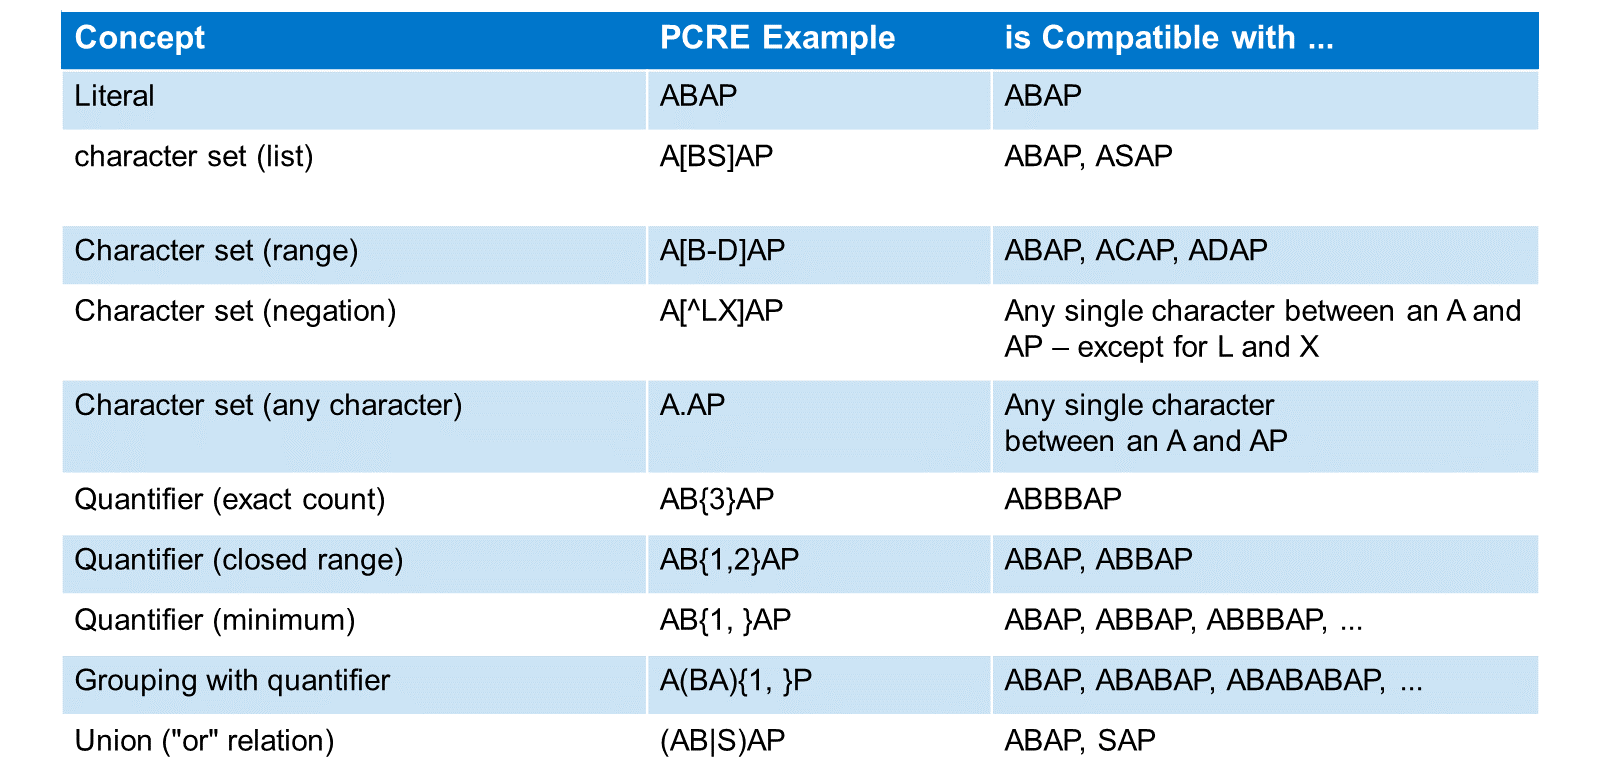 Concept PCRE Example is Compatible with ...
Literal ABAP ABAP
character set (list) A[BS]AP ABAP, ASAP
Character set (range) A[B-D]AP ABAP, ACAP, ADAP
Character set (negation) A[^LX]AP Any single character between an A and
AP – except for L and X
Character set (any character) A.AP Any single character
between an A and AP
Quantifier (exact count) AB{3}AP ABBBAP
Quantifier (closed range) AB{1,2}AP ABAP, ABBAP
Quantifier (minimum) AB{1, }AP ABAP, ABBAP, ABBBAP, ...
Grouping with quantifier A(BA){1, }P ABAP, ABABAP, ABABABAP, ...
Union ("or" relation) (AB|S)AP ABAP, SAP